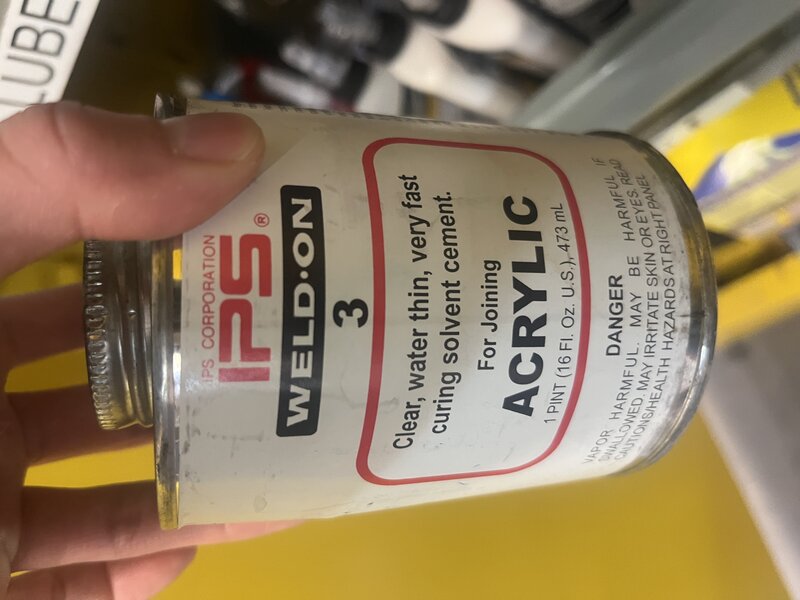 LUBE
IPS CORPORATION
IPS®
WELD-ON
3
Clear, water thin, very fast
curing solvent cement.
For Joining
ACRYLIC
1 PINT (16 Fl. Oz. U.S.), 473 mL
DANGER
VAPOR HARMFUL. MAY BE HARMFUL IF
SWALLOWED. MAY IRRITATE SKIN OR EYES. READ
CAUTIONS/HEALTH HAZARDS AT RIGHT PANEL.